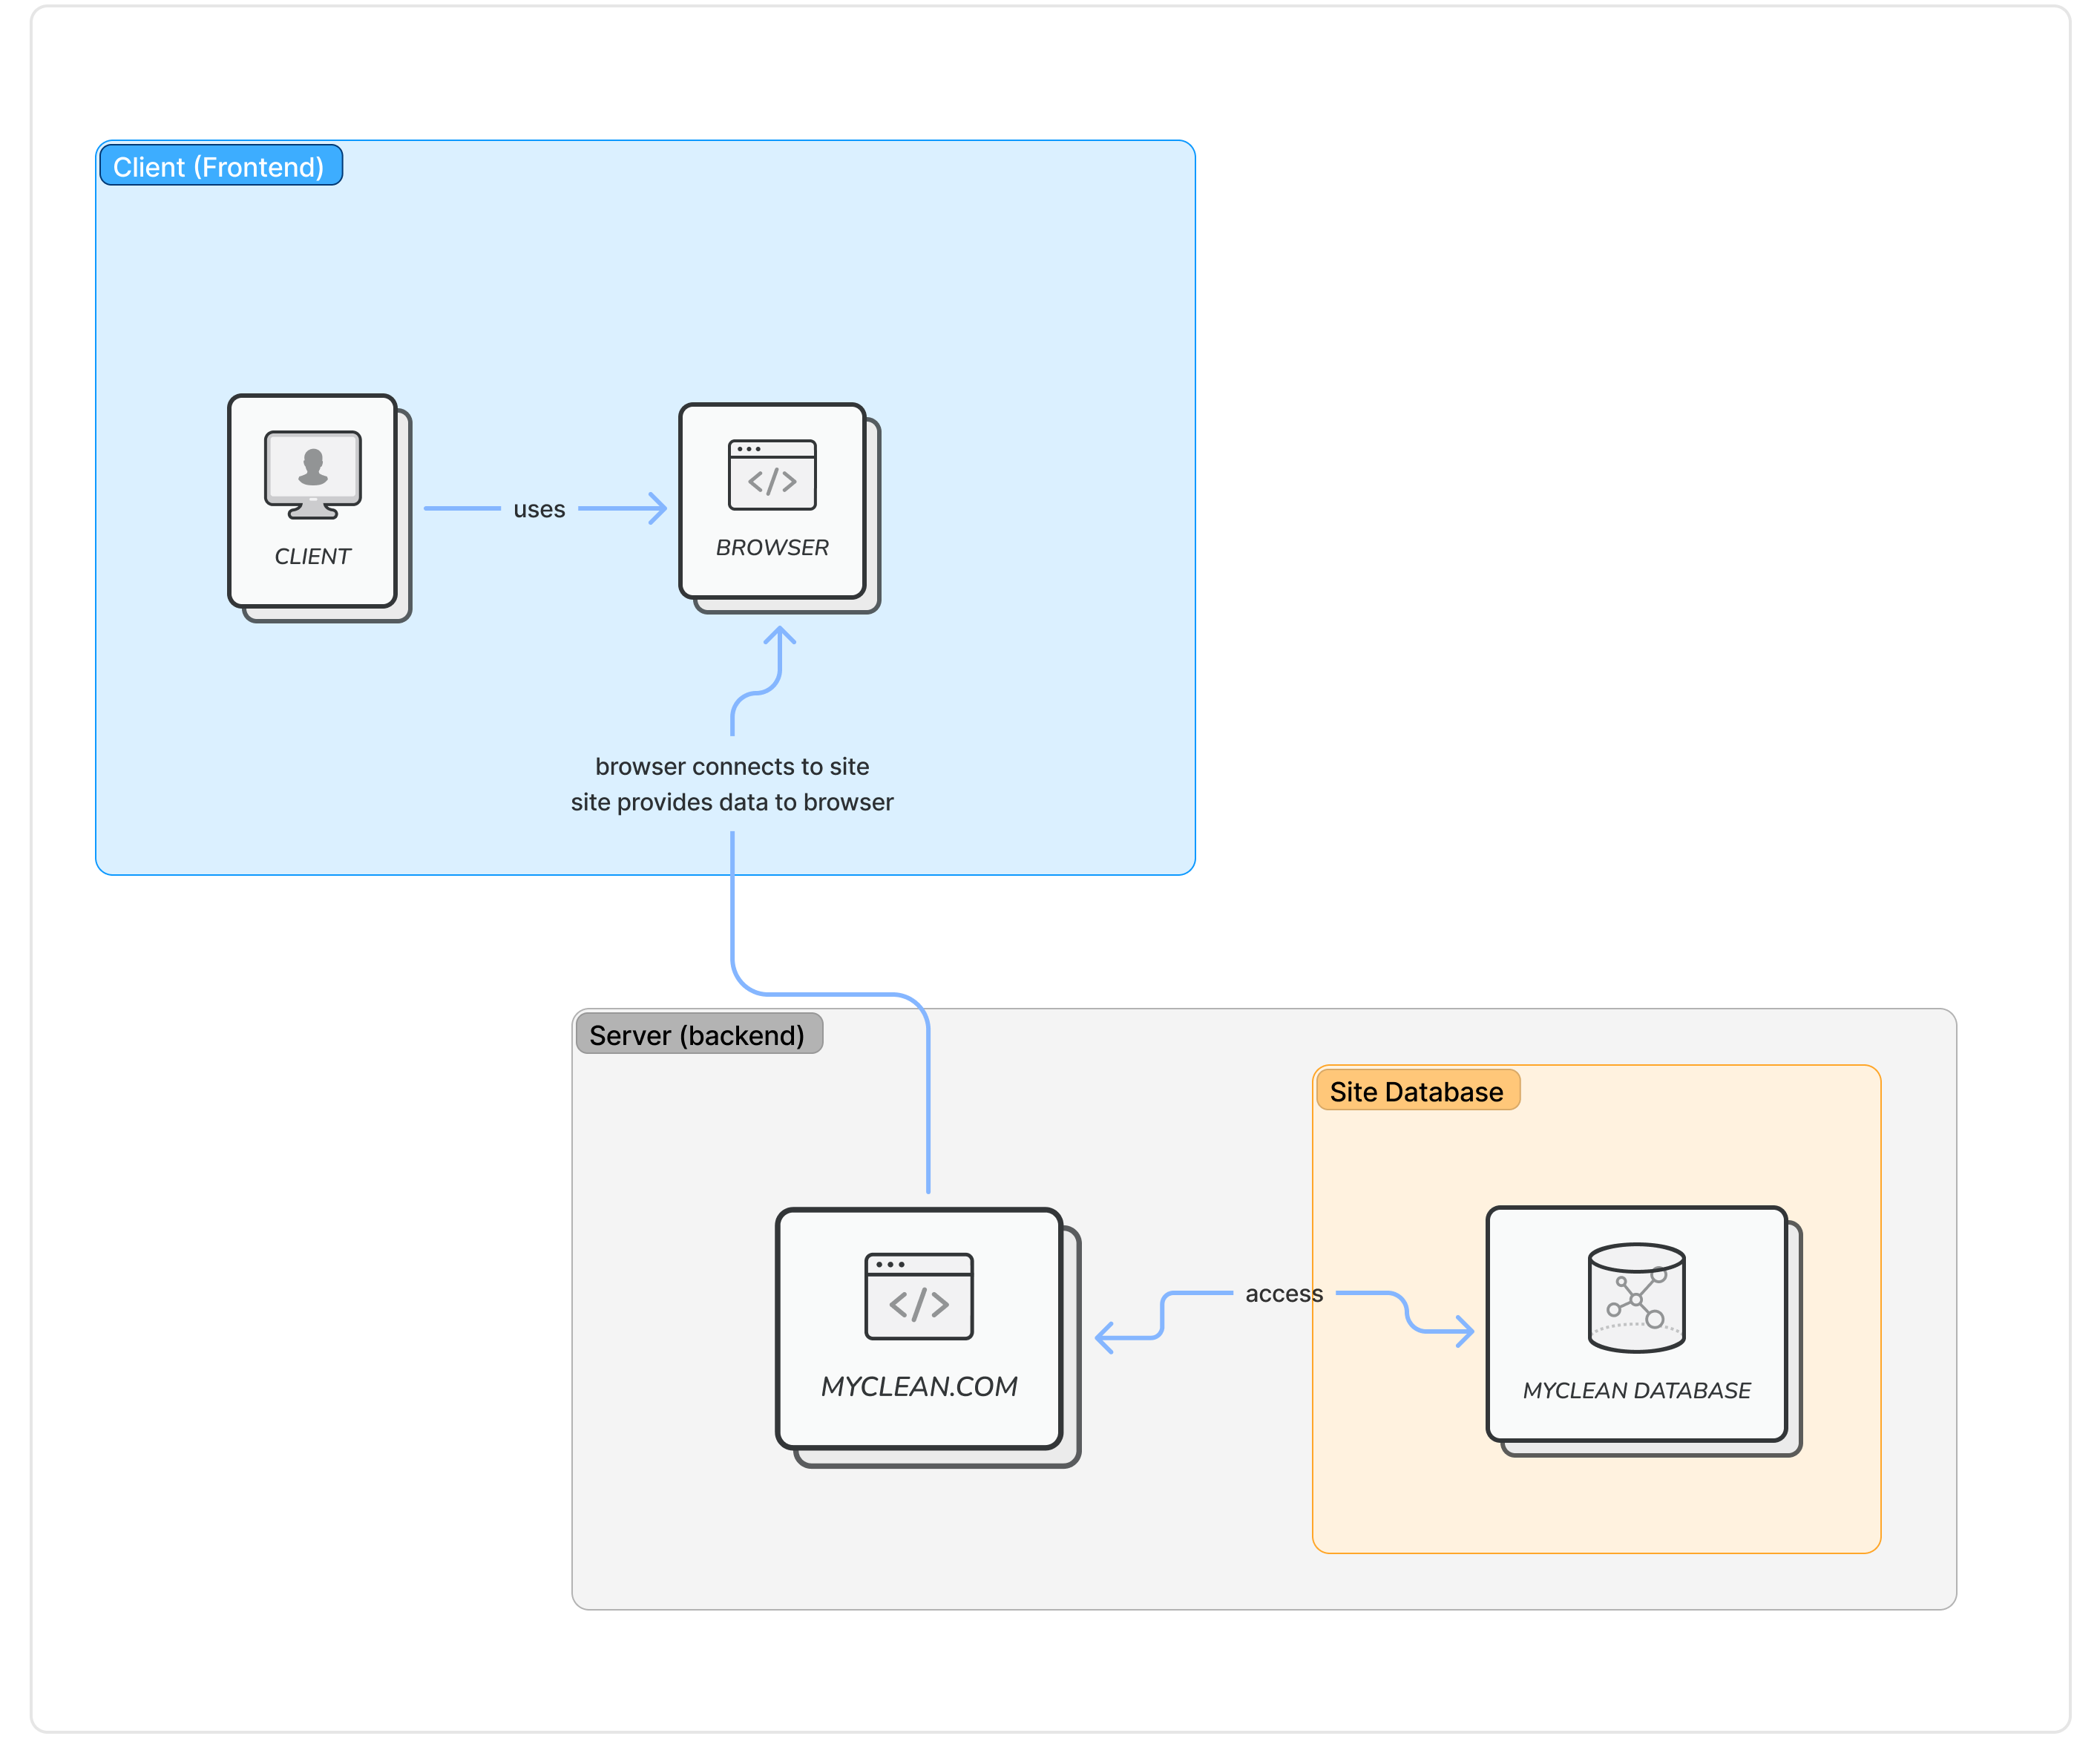 Client (Frontend)
CLIENT
uses
BROWSER
browser connects to site
site provides data to browser
Server (backend)
Site Database
access
MYCLEAN.COM
MYCLEAN DATABASE